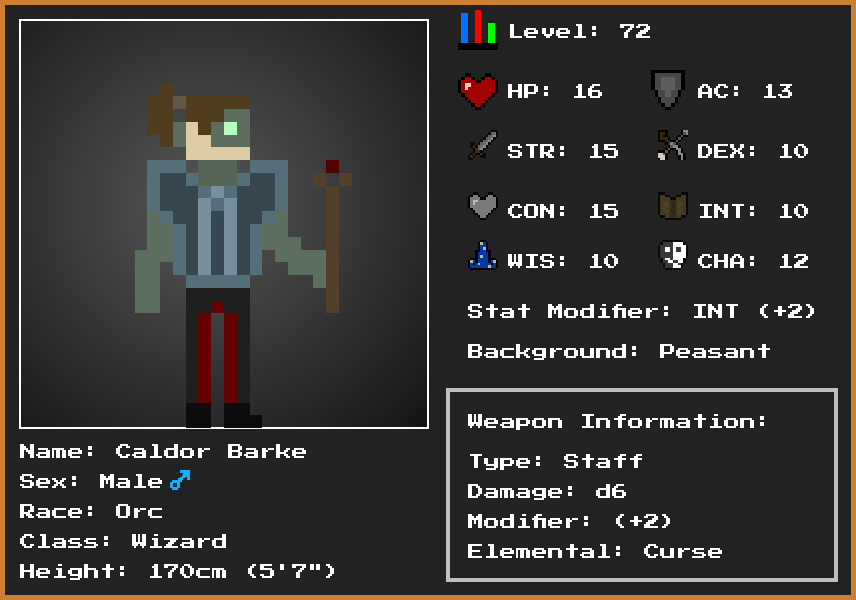 Level: 72
HP: 16
AC: 13
STR: 15
DEX: 10
CON: 15
INT: 10
WIS: 10
CHA: 12
Stat Modifier: INT (+2)
Background: Peasant
Weapon Information:
Type: Staff
Damage: d6
Modifier: (+2)
Elemental: Curse
Name: Caldor Barke
Sex: Male ♂
Race: Orc
Class: Wizard
Height: 170cm (5'7")